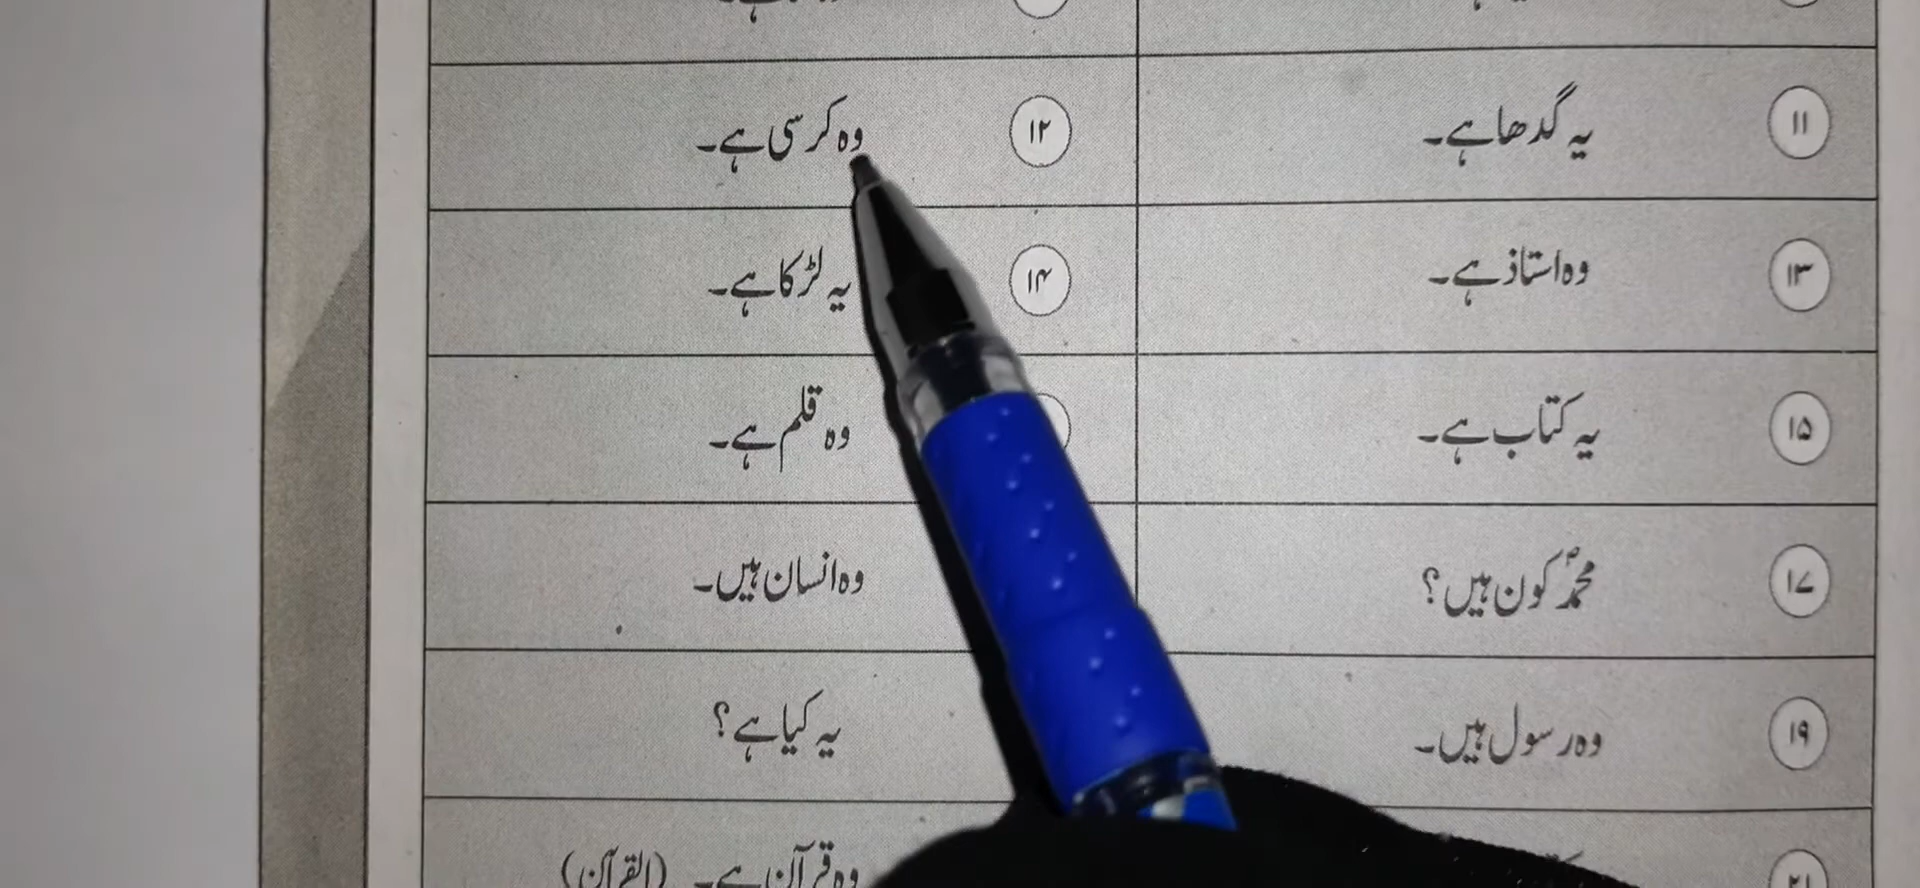 ۱۱ یہ گدھا ہے۔ ۱۲ وہ کرسی ہے۔
۱۳ وہ استاذ ہے۔ ۱۴ یہ لڑکا ہے۔
۱۵ یہ کتاب ہے۔ وہ قلم ہے۔
۱۷ محمدؐ کون ہیں؟ وہ انسان ہیں۔
۱۹ وہ رسول ہیں۔ یہ کیا ہے؟
۲۱ وہ قرآن ہے۔ (القرآن)